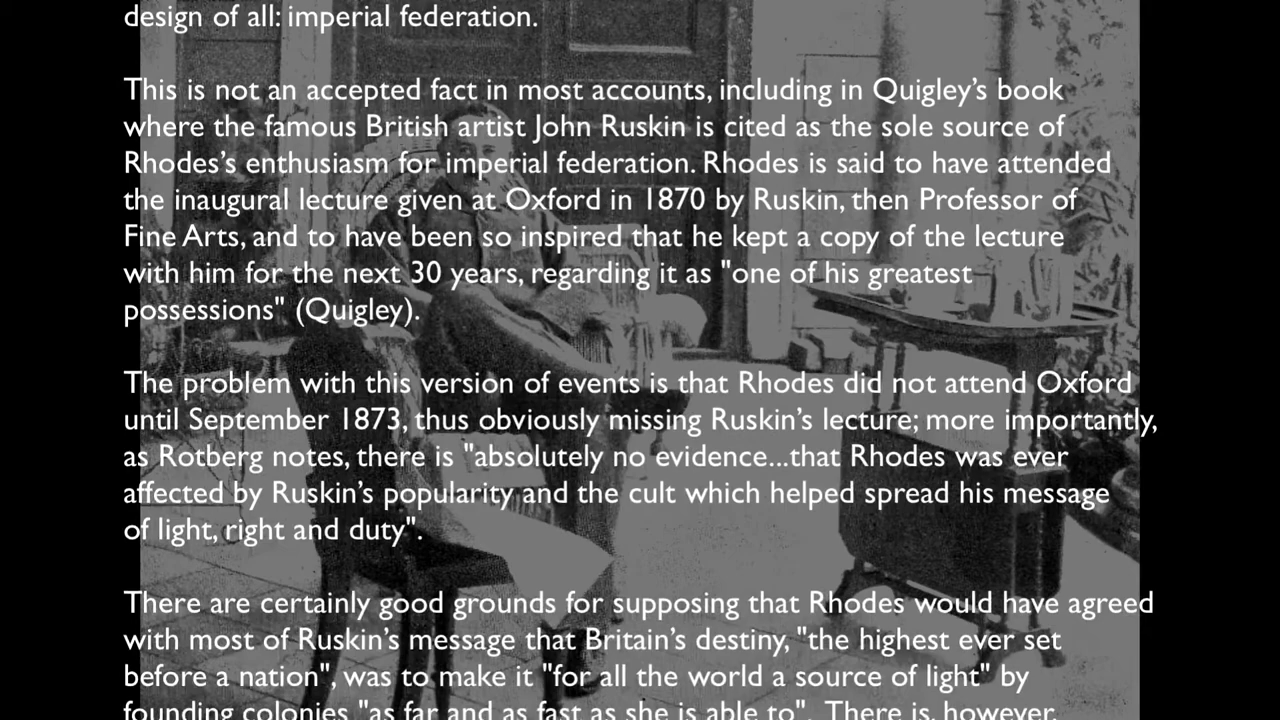 design of all: imperial federation.
This is not an accepted fact in most accounts, including in Quigley's book
where the famous British artist John Ruskin is cited as the sole source of
Rhodes's enthusiasm for imperial federation. Rhodes is said to have attended
the inaugural lecture given at Oxford in 1870 by Ruskin, then Professor of
Fine Arts, and to have been so inspired that he kept a copy of the lecture
with him for the next 30 years, regarding it as "one of his greatest
possessions" (Quigley).
The problem with this version of events is that Rhodes did not attend Oxford
until September 1873, thus obviously missing Ruskin's lecture; more importantly,
as Rotberg notes, there is "absolutely no evidence...that Rhodes was ever
affected by Ruskin's popularity and the cult which helped spread his message
of light, right and duty".
There are certainly good grounds for supposing that Rhodes would have agreed
with most of Ruskin's message that Britain's destiny, "the highest ever set
before a nation", was to make it "for all the world a source of light" by
founding colonies "as far and as fast as she is able to". There is, however,